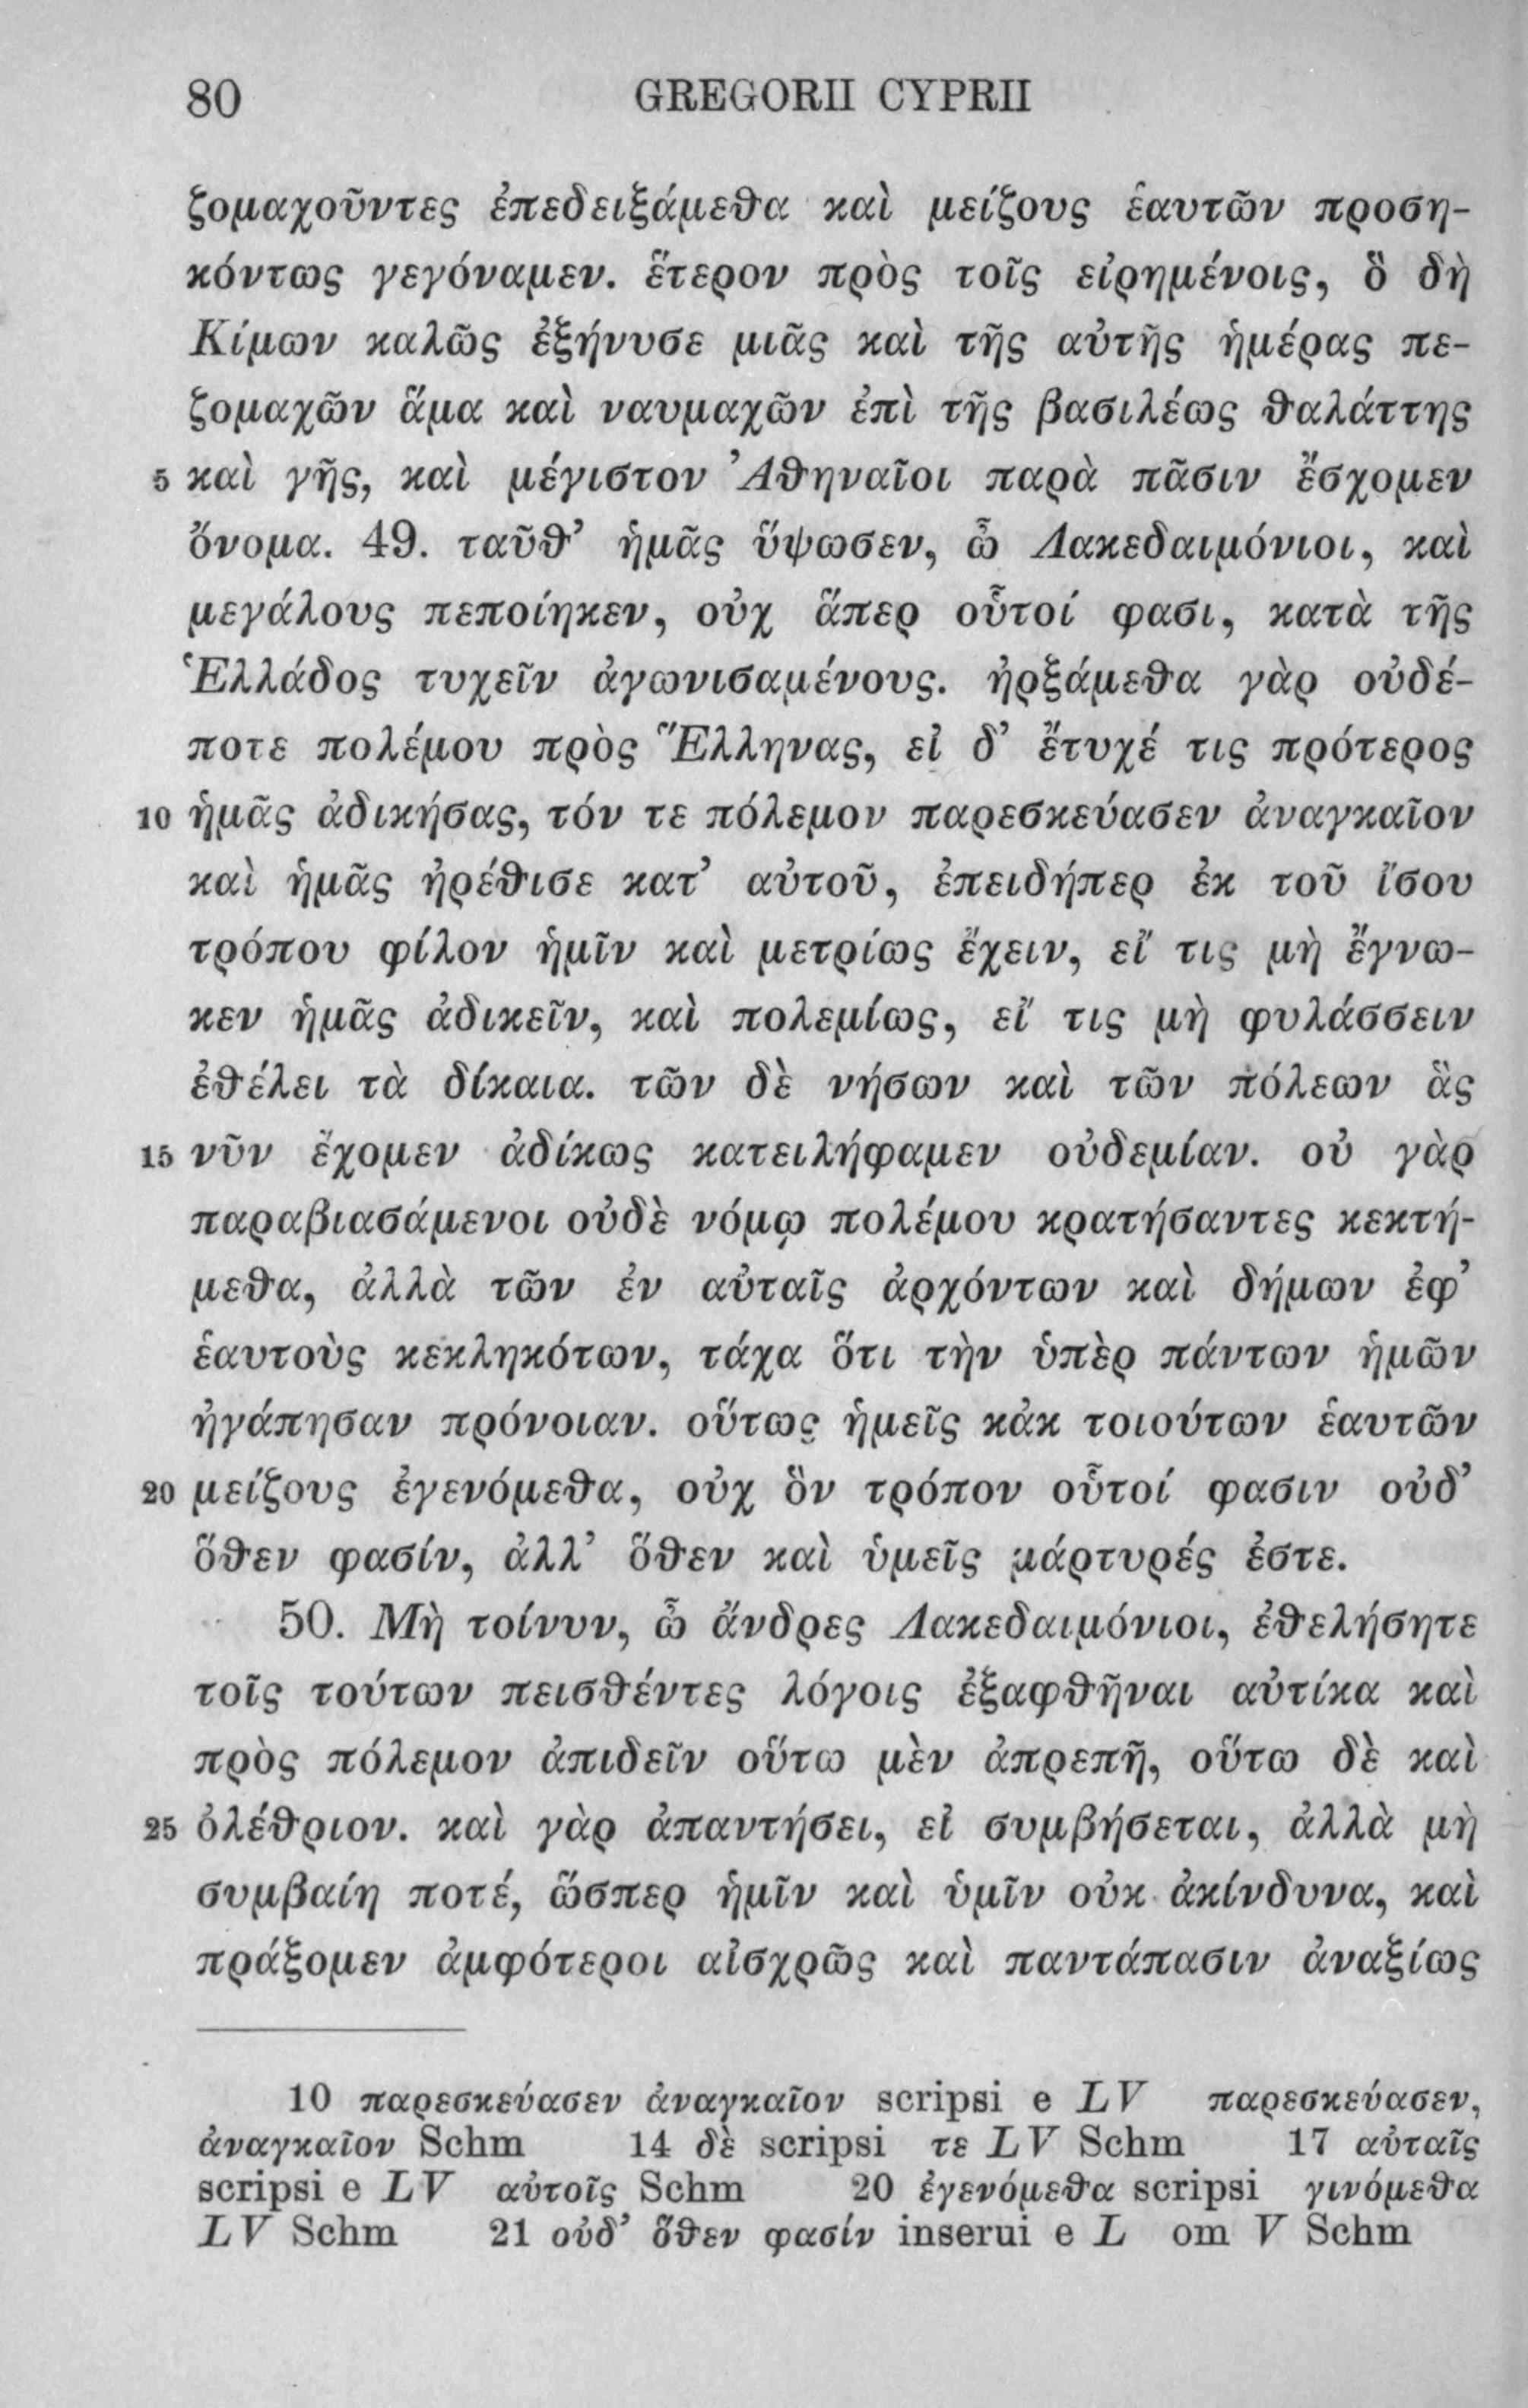 80 GREGORII CYPRII
ζομαχοῦντες ἐπεδειξάμεθα καὶ μείζους ἑαυτῶν προση-
κόντως γεγόναμεν. ἕτερον πρὸς τοῖς εἰρημένοις, ὃ δὴ
Κίμων καλῶς ἐξήνυσε μιᾶς καὶ τῆς αὐτῆς ἡμέρας πε-
ζομαχῶν ἅμα καὶ ναυμαχῶν ἐπὶ τῆς βασιλέως θαλάττης
5 καὶ γῆς, καὶ μέγιστον Ἀθηναῖοι παρὰ πᾶσιν ἔσχομεν
ὄνομα. 49. ταῦθ’ ἡμᾶς ὕψωσεν, ὦ Λακεδαιμόνιοι, καὶ
μεγάλους πεποίηκεν, οὐχ ἅπερ οὗτοί φασι, κατὰ τῆς
Ἑλλάδος τυχεῖν ἀγωνισαμένους. ἠρξάμεθα γὰρ οὐδέ-
ποτε πολέμου πρὸς Ἕλληνας, εἰ δ’ ἔτυχέ τις πρότερος
10 ἡμᾶς ἀδικήσας, τόν τε πόλεμον παρεσκεύασεν ἀναγκαῖον
καὶ ἡμᾶς ἠρέθισε κατ’ αὐτοῦ, ἐπειδήπερ ἐκ τοῦ ἴσου
τρόπου φίλον ἡμῖν καὶ μετρίως ἔχειν, εἴ τις μὴ ἔγνω-
κεν ἡμᾶς ἀδικεῖν, καὶ πολεμίως, εἴ τις μὴ φυλάσσειν
ἐθέλει τὰ δίκαια. τῶν δὲ νήσων καὶ τῶν πόλεων ἃς
15 νῦν ἔχομεν ἀδίκως κατειλήφαμεν οὐδεμίαν. οὐ γὰρ
παραβιασάμενοι οὐδὲ νόμῳ πολέμου κρατήσαντες κεκτή-
μεθα, ἀλλὰ τῶν ἐν αὐταῖς ἀρχόντων καὶ δήμων ἐφ’
ἑαυτοὺς κεκληκότων, τάχα ὅτι τὴν ὑπὲρ πάντων ἡμῶν
ἠγάπησαν πρόνοιαν. οὕτως ἡμεῖς κἀκ τοιούτων ἑαυτῶν
20 μείζους ἐγενόμεθα, οὐχ ὃν τρόπον οὗτοί φασιν οὐδ’
ὅθεν φασίν, ἀλλ’ ὅθεν καὶ ὑμεῖς μάρτυρές ἐστε.
50. Μὴ τοίνυν, ὦ ἄνδρες Λακεδαιμόνιοι, ἐθελήσητε
τοῖς τούτων πεισθέντες λόγοις ἐξαφθῆναι αὐτίκα καὶ
πρὸς πόλεμον ἀπιδεῖν οὕτω μὲν ἀπρεπῆ, οὕτω δὲ καὶ
25 ὀλέθριον. καὶ γὰρ ἀπαντήσει, εἰ συμβήσεται, ἀλλὰ μὴ
συμβαίη ποτέ, ὥσπερ ἡμῖν καὶ ὑμῖν οὐκ ἀκίνδυνα, καὶ
πράξομεν ἀμφότεροι αἰσχρῶς καὶ παντάπασιν ἀναξίως
10 παρεσκεύασεν ἀναγκαῖον scripsi e LV παρεσκεύασεν,
ἀναγκαῖον Schm 14 δὲ scripsi τε LV Schm 17 αὐταῖς
scripsi e LV αὐτοῖς Schm 20 ἐγενόμεθα scripsi γινόμεθα
LV Schm 21 οὐδ’ ὅθεν φασίν inserui e L om V Schm